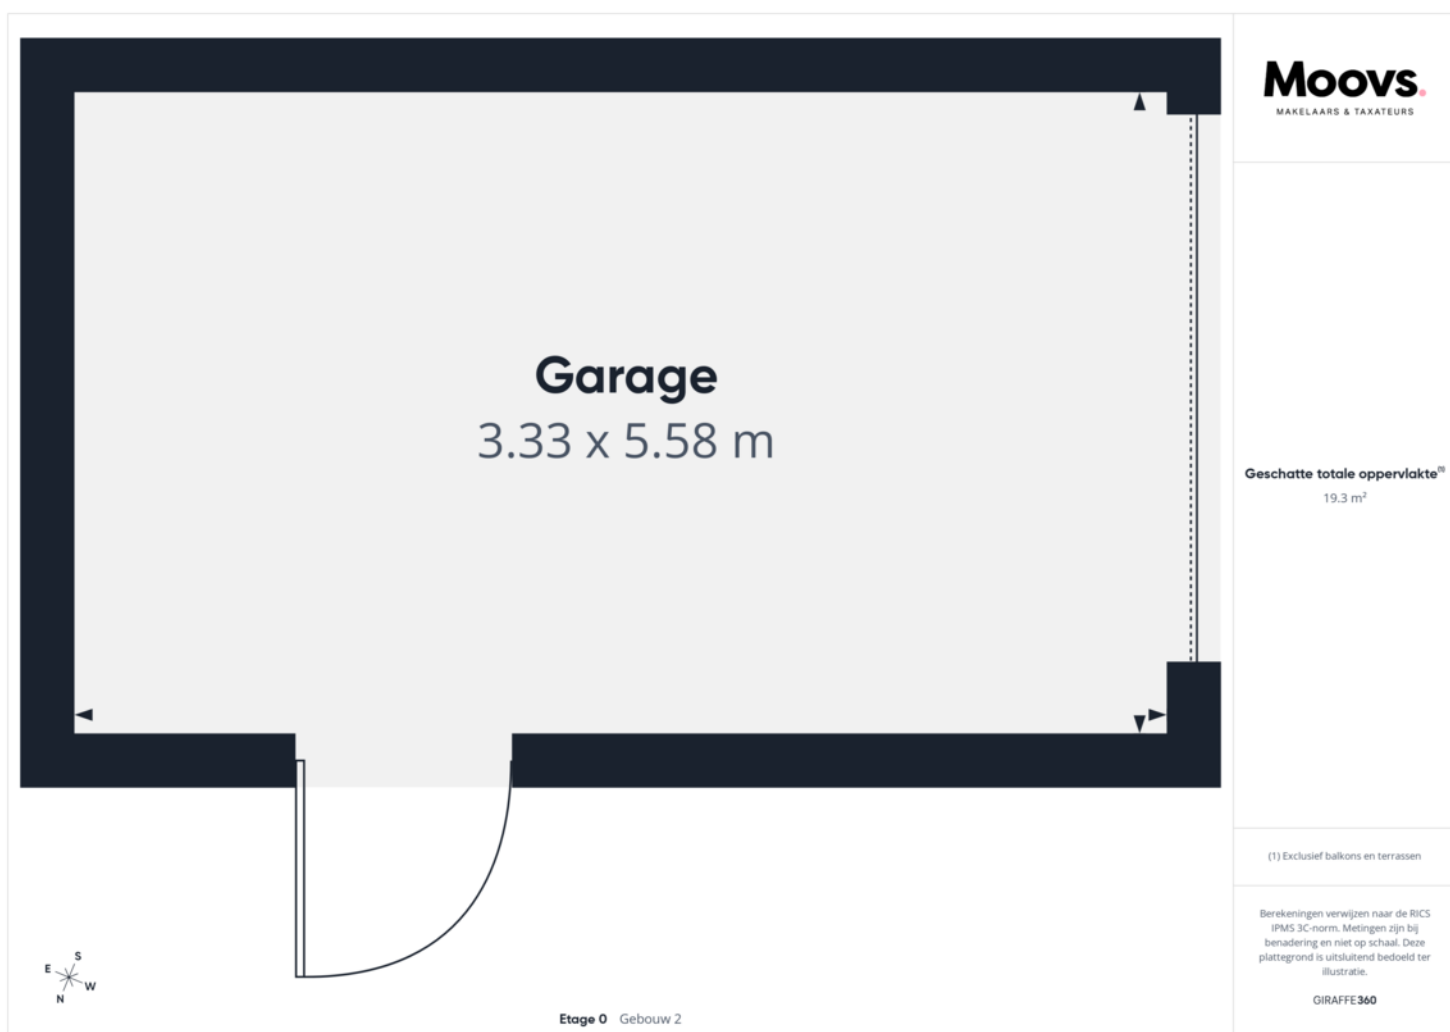 Moovs.
MAKELAARS & TAXATEURS
Garage
3.33 x 5.58 m
Geschatte totale oppervlakte(1)
19.3 m²
(1) Exclusief balkons en terrassen
Berekeningen verwijzen naar de RICS
IPMS 3C-norm. Metingen zijn bij
benadering en niet op schaal. Deze
plattegrond is uitsluitend bedoeld ter
illustratie.
GIRAFFE360
S
E
W
N
Etage 0 Gebouw 2